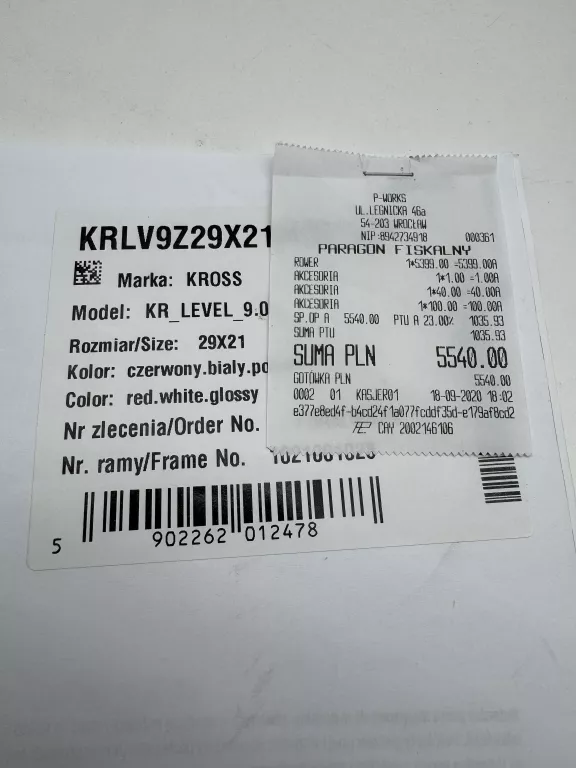 KRLV9Z29X21
Marka: KROSS
Model: KR_LEVEL_9.0
Rozmiar/Size: 29X21
Kolor: czerwony.bialy.po
Color: red.white.glossy
Nr zlecenia/Order No.
Nr. ramy/Frame No.
5 902262 012478
P-WORKS
UL.LEGNICKA 46a
54-203 WROCŁAW
NIP:8942734918 000361
PARAGON FISKALNY
ROWER 1*5399.00 =5399.00A
AKCESORIA 1*1.00 =1.00A
AKCESORIA 1*40.00 =40.00A
AKCESORIA 1*100.00 =100.00A
SP.OP A 5540.00 PTU A 23.00% 1035.93
SUMA PTU 1035.93
SUMA PLN 5540.00
GOTÓWKA PLN 5540.00
0002 01 KASJER01 18-09-2020 18:02
e377e8ed4f-b4cd24f1a077fcddf35d-e179af8cd2
CAY 2002146106